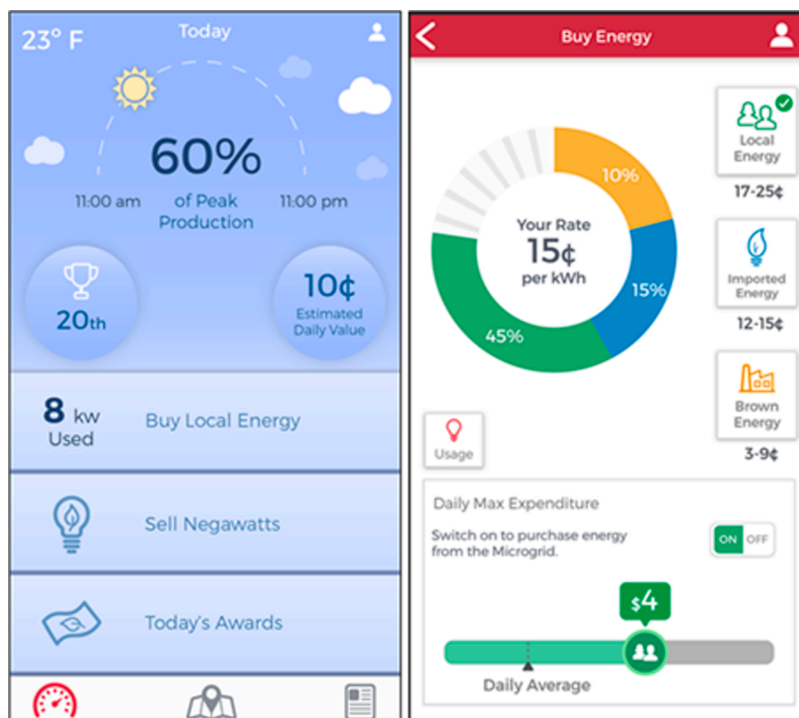 23° F
Today
60%
11:00 am
of Peak
Production
11:00 pm
20th
10¢
Estimated
Daily Value
8 kw
Used
Buy Local Energy
Sell Negawatts
Today's Awards
Buy Energy
10%
15%
45%
Your Rate
15¢
per kWh
Local
Energy
17-25¢
Imported
Energy
12-15¢
Brown
Energy
3-9¢
Usage
Daily Max Expenditure
Switch on to purchase energy
from the Microgrid.
ON OFF
$4
Daily Average